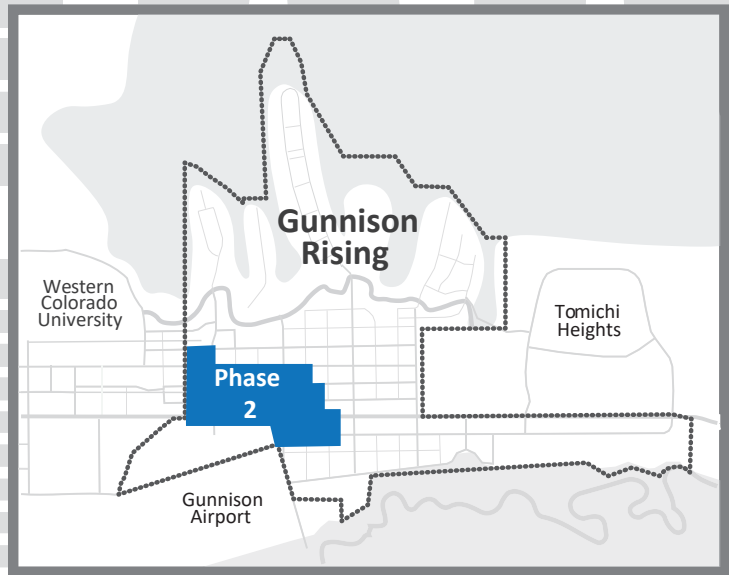 Gunnison
Rising
Western
Colorado
University
Tomichi
Heights
Phase
2
Gunnison
Airport